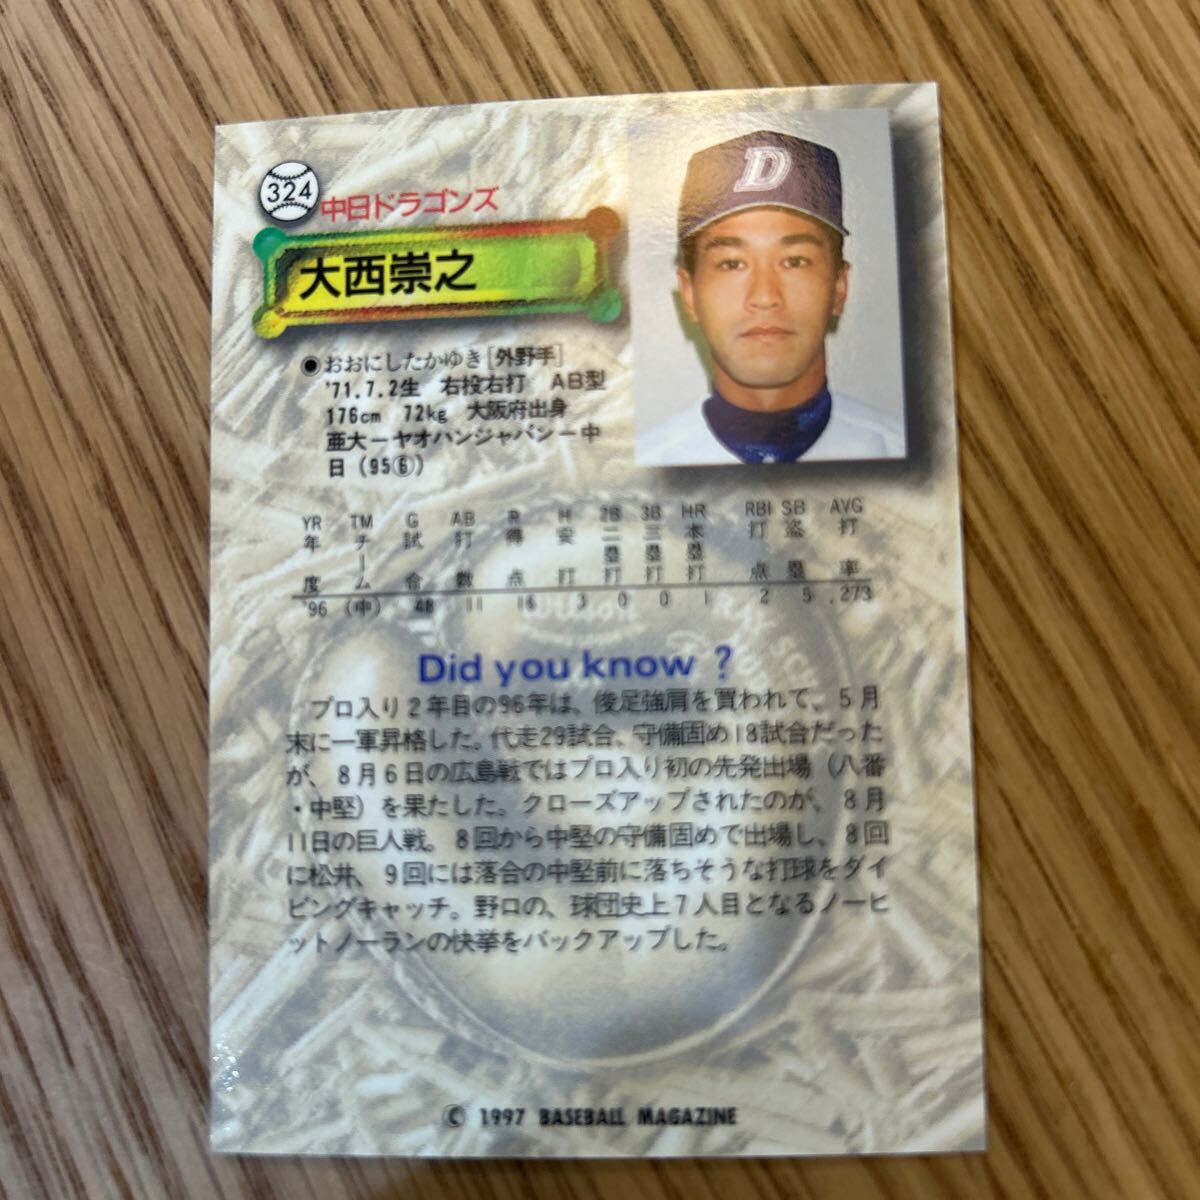 324
中日ドラゴンズ
大西崇之
D
●おおにしたかゆき[外野手]
'71.7.2生 右投右打 AB型
176cm 72kg 大阪府出身
亜大－ヤオハンジャパン－中
日（95⑥）
YR TM G AB R H 2B 3B HR RBI SB AVG
年度 チーム 試合 打数 得点 安打 二塁打 三塁打 本塁打 打点 盗塁 打率
'96 （中） 48 11 16 3 0 0 1 2 5 .273
Wilson
Did you know ?
プロ入り2年目の96年は、俊足強肩を買われて、5月
末に一軍昇格した。代走29試合、守備固め18試合だった
が、8月6日の広島戦ではプロ入り初の先発出場（八番
・中堅）を果たした。クローズアップされたのが、8月
11日の巨人戦。8回から中堅の守備固めで出場し、8回
に松井、9回には落合の中堅前に落ちそうな打球をダイ
ビングキャッチ。野口の、球団史上7人目となるノーヒ
ットノーランの快挙をバックアップした。
© 1997 BASEBALL MAGAZINE